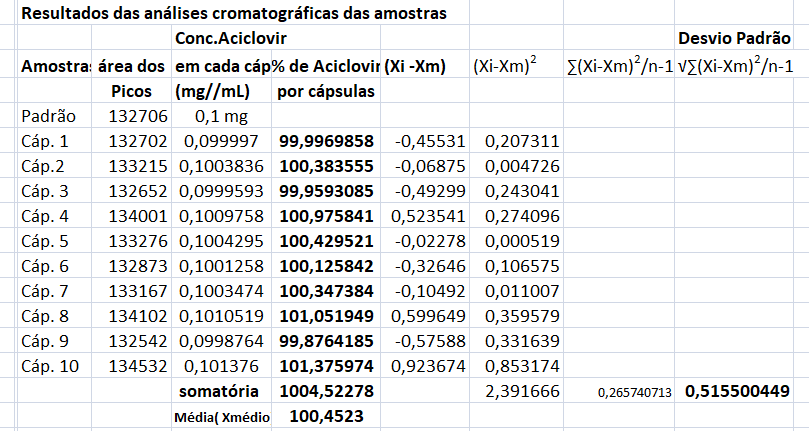 Resultados das análises cromatográficas das amostras
Conc.Aciclovir Desvio Padrão
Amostras área dos em cada cáp % de Aciclovir (Xi -Xm) (Xi-Xm)² ∑(Xi-Xm)²/n-1 √∑(Xi-Xm)²/n-1
Picos (mg//mL) por cápsulas
Padrão 132706 0,1 mg
Cáp. 1 132702 0,099997 99,9969858 -0,45531 0,207311
Cáp.2 133215 0,1003836 100,383555 -0,06875 0,004726
Cáp. 3 132652 0,0999593 99,9593085 -0,49299 0,243041
Cáp. 4 134001 0,1009758 100,975841 0,523541 0,274096
Cáp. 5 133276 0,1004295 100,429521 -0,02278 0,000519
Cáp. 6 132873 0,1001258 100,125842 -0,32646 0,106575
Cáp. 7 133167 0,1003474 100,347384 -0,10492 0,011007
Cáp. 8 134102 0,1010519 101,051949 0,599649 0,359579
Cáp. 9 132542 0,0998764 99,8764185 -0,57588 0,331639
Cáp. 10 134532 0,101376 101,375974 0,923674 0,853174
somatória 1004,52278 2,391666 0,265740713 0,515500449
Média( Xmédio 100,4523